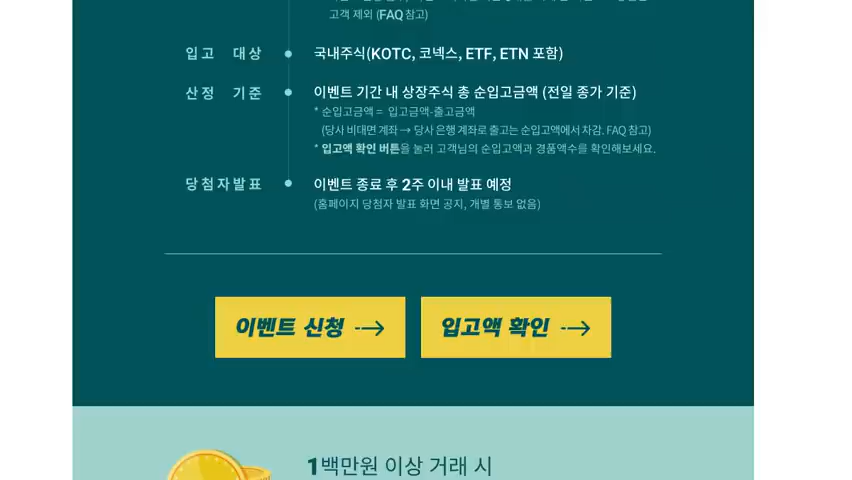 고객 제외 (FAQ 참고)
입고 대상 국내주식(KOTC, 코넥스, ETF, ETN 포함)
산정 기준 이벤트 기간 내 상장주식 총 순입고금액 (전일 종가 기준)
* 순입고금액 = 입고금액-출고금액
(당사 비대면 계좌 → 당사 은행 계좌로 출고는 순입고액에서 차감. FAQ 참고)
* 입고액 확인 버튼을 눌러 고객님의 순입고액과 경품액수를 확인해보세요.
당첨자발표 이벤트 종료 후 2주 이내 발표 예정
(홈페이지 당첨자 발표 화면 공지, 개별 통보 없음)
이벤트 신청 입고액 확인
1백만원 이상 거래 시